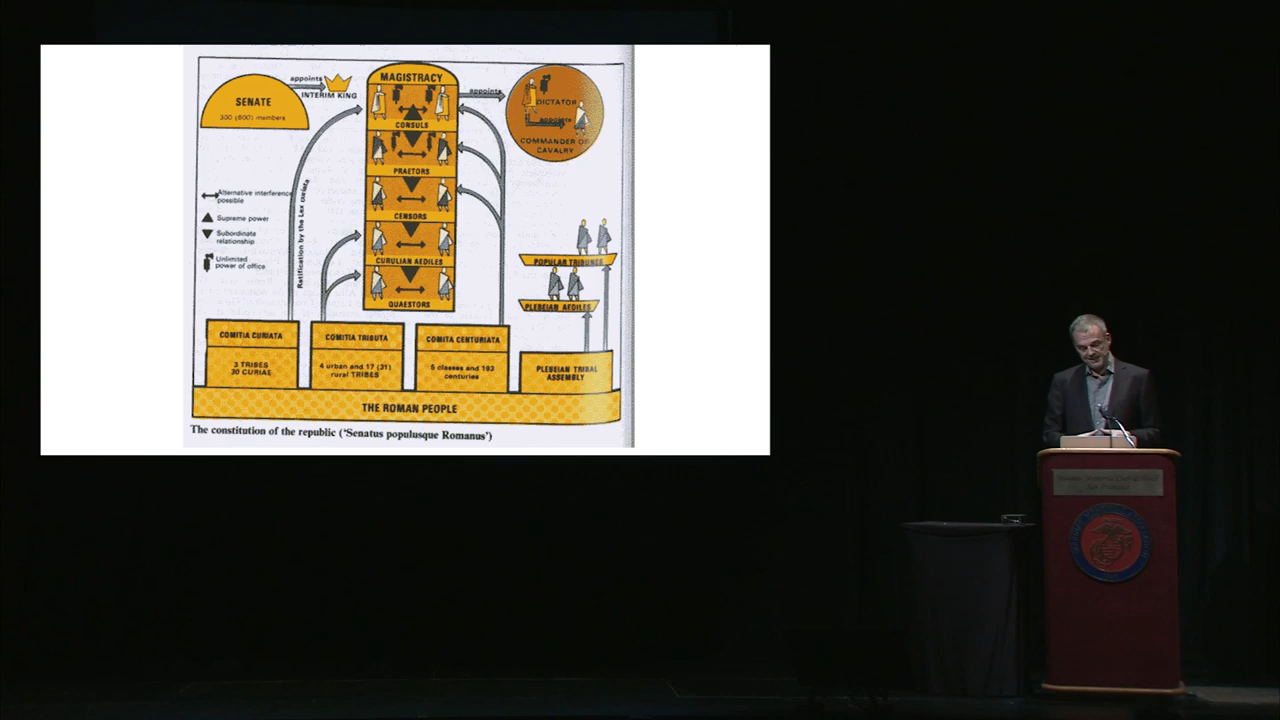 SENATE
300 (600) members
appoints
INTERIM KING
MAGISTRACY
CONSULS
PRAETORS
CENSORS
CURULIAN AEDILES
QUAESTORS
appoints
DICTATOR
appoints
COMMANDER OF
CAVALRY
Alternative interference
possible
Supreme power
Subordinate
relationship
Unlimited
power of office
Ratification by the Lex curiata
POPULAR TRIBUNES
PLEBEIAN AEDILES
COMITIA CURIATA
3 TRIBES
30 CURIAE
COMITIA TRIBUTA
4 urban and 17 (31)
rural TRIBES
COMITA CENTURIATA
5 classes and 193
centuries
PLEBEIAN TRIBAL
ASSEMBLY
THE ROMAN PEOPLE
The constitution of the republic ('Senatus populusque Romanus')